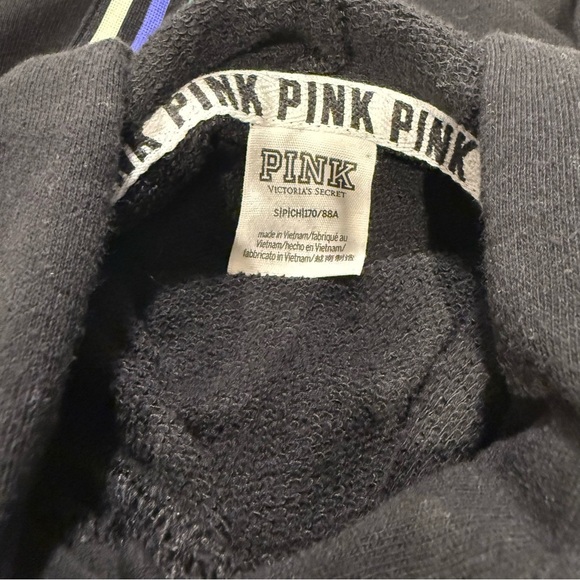 PINK PINK PINK
PINK
VICTORIA'S SECRET
S|P|CH|170/88A
made in Vietnam/fabriqué au
Vietnam/hecho en Vietnam/
fabbricato in Vietnam/